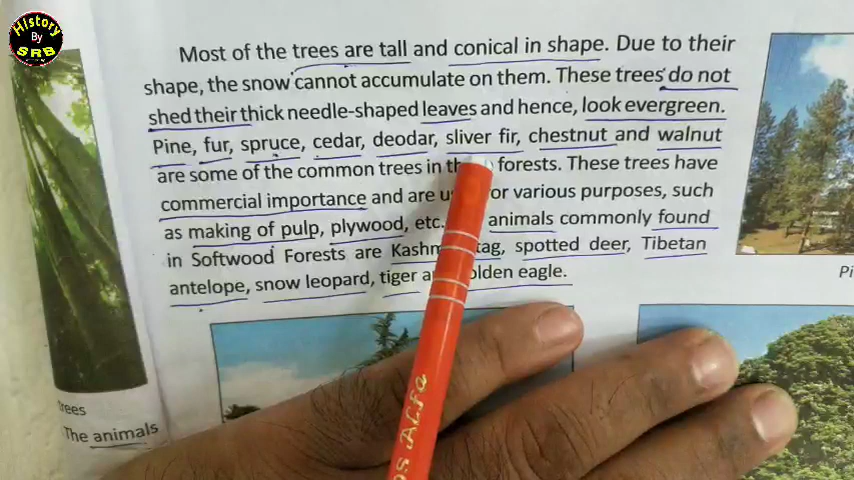 History
By
SRB
Most of the trees are tall and conical in shape. Due to their
shape, the snow cannot accumulate on them. These trees do not
shed their thick needle-shaped leaves and hence, look evergreen.
Pine, fur, spruce, cedar, deodar, sliver fir, chestnut and walnut
are some of the common trees in forests. These trees have
commercial importance and are for various purposes, such
as making of pulp, plywood, etc. animals commonly found
in Softwood Forests are Kashm tag, spotted deer, Tibetan
antelope, snow leopard, tiger a olden eagle.
Pi
trees
The animals